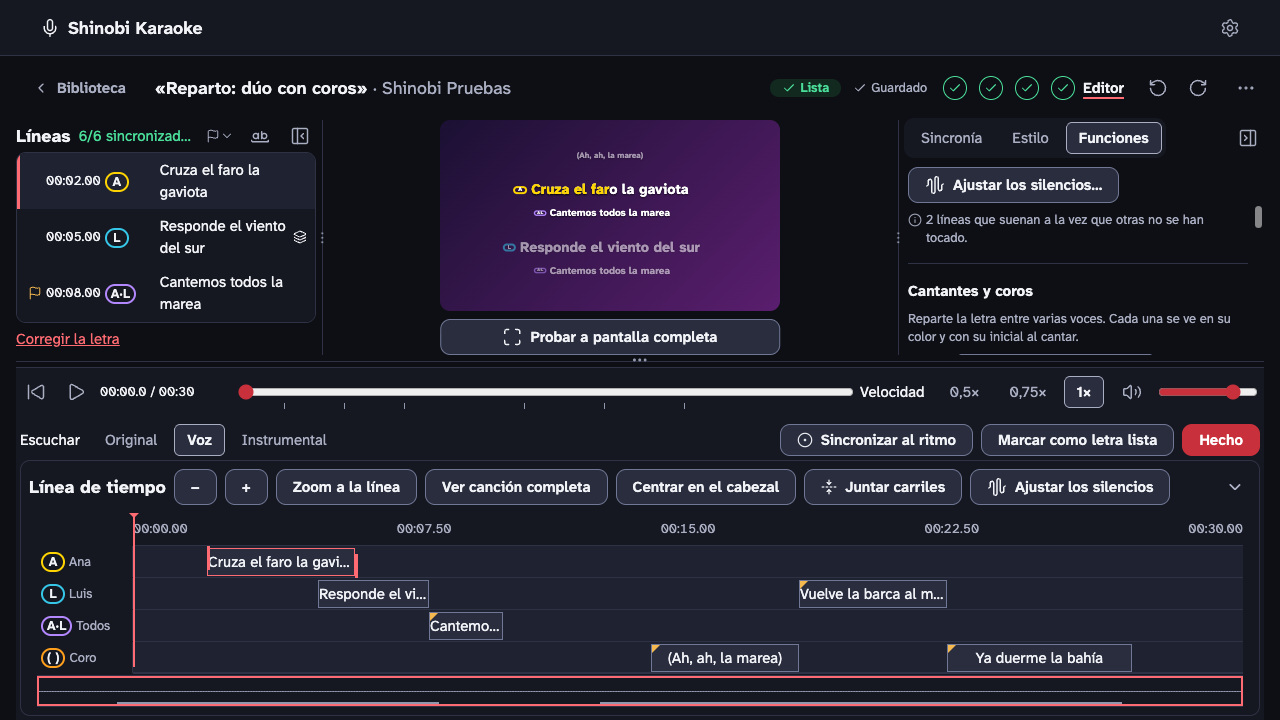 Shinobi Karaoke
Biblioteca
«Reparto: dúo con coros» · Shinobi Pruebas
Lista
Guardado
Editor
Líneas
6/6 sincronizad...
ab
00:02.00 A Cruza el faro la
gaviota
00:05.00 L Responde el viento
del sur
00:08.00 A·L Cantemos todos la
marea
Corregir la letra
(Ah, ah, la marea)
A Cruza el faro la gaviota
A·L Cantemos todos la marea
L Responde el viento del sur
A·L Cantemos todos la marea
Probar a pantalla completa
Sincronía
Estilo
Funciones
Ajustar los silencios...
2 líneas que suenan a la vez que otras no se han
tocado.
Cantantes y coros
Reparte la letra entre varias voces. Cada una se ve en su
color y con su inicial al cantar.
00:00.0 / 00:30
Velocidad
0,5×
0,75×
1×
Escuchar
Original
Voz
Instrumental
Sincronizar al ritmo
Marcar como letra lista
Hecho
Línea de tiempo
−
+
Zoom a la línea
Ver canción completa
Centrar en el cabezal
Juntar carriles
Ajustar los silencios
00:00.00
00:07.50
00:15.00
00:22.50
00:30.00
A Ana
Cruza el faro la gavi...
L Luis
Responde el vi...
Vuelve la barca al m...
A·L Todos
Cantemo...
( ) Coro
(Ah, ah, la marea)
Ya duerme la bahía